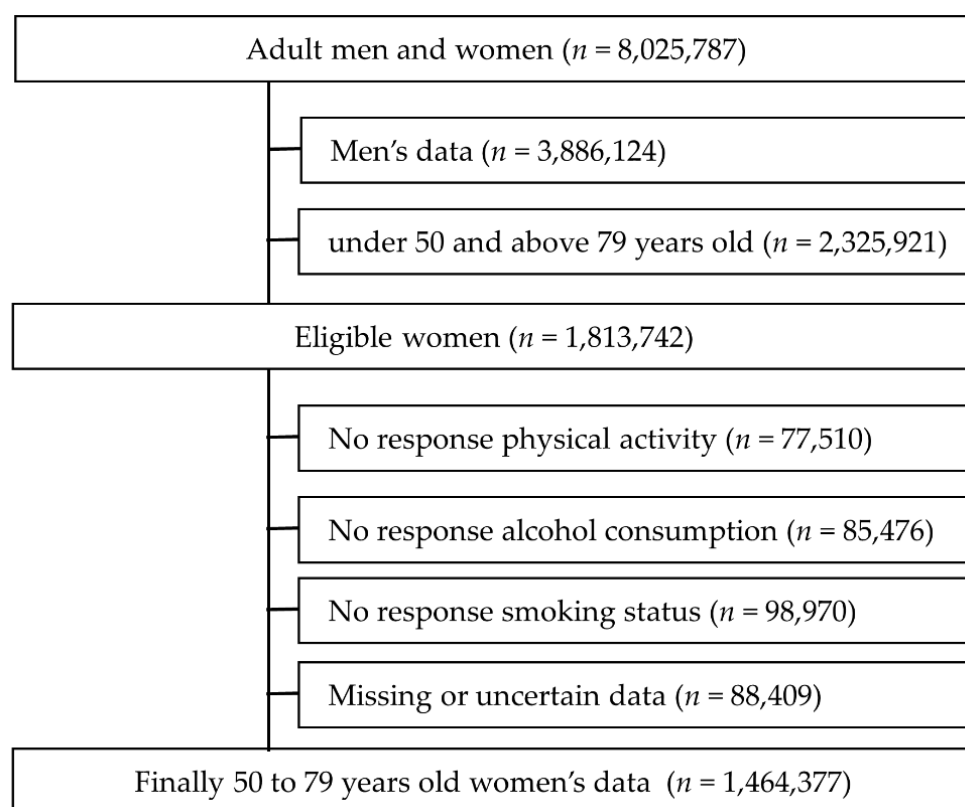 Adult men and women (n = 8,025,787)
Men’s data (n = 3,886,124)
under 50 and above 79 years old (n = 2,325,921)
Eligible women (n = 1,813,742)
No response physical activity (n = 77,510)
No response alcohol consumption (n = 85,476)
No response smoking status (n = 98,970)
Missing or uncertain data (n = 88,409)
Finally 50 to 79 years old women’s data (n = 1,464,377)